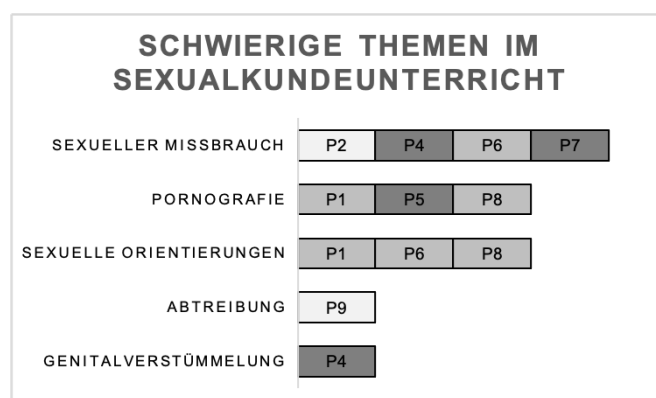 SCHWIERIGE THEMEN IM
SEXUALKUNDEUNTERRICHT
SEXUELLER MISSBRAUCH P2 P4 P6 P7
PORNOGRAFIE P1 P5 P8
SEXUELLE ORIENTIERUNGEN P1 P6 P8
ABTREIBUNG P9
GENITALVERSTÜMMELUNG P4